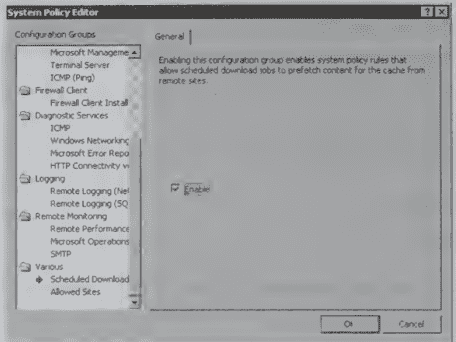 System Policy Editor
Configuration Groups
Microsoft Manageme
Terminal Server
ICMP (Ping)
Firewall Client
Firewall Client Install
Diagnostic Services
ICMP
Windows Networking
Microsoft Error Repo
HTTP Connectivity v
Logging
Remote Logging (Net
Remote Logging (SQ
Remote Monitoring
Remote Performance
Microsoft Operations
SMTP
Various
Scheduled Download
Allowed Sites
General
Enabling this configuration group enables system policy rules that
allow scheduled download jobs to prefetch content for the cache from
remote sites.
Enable
OK
Cancel